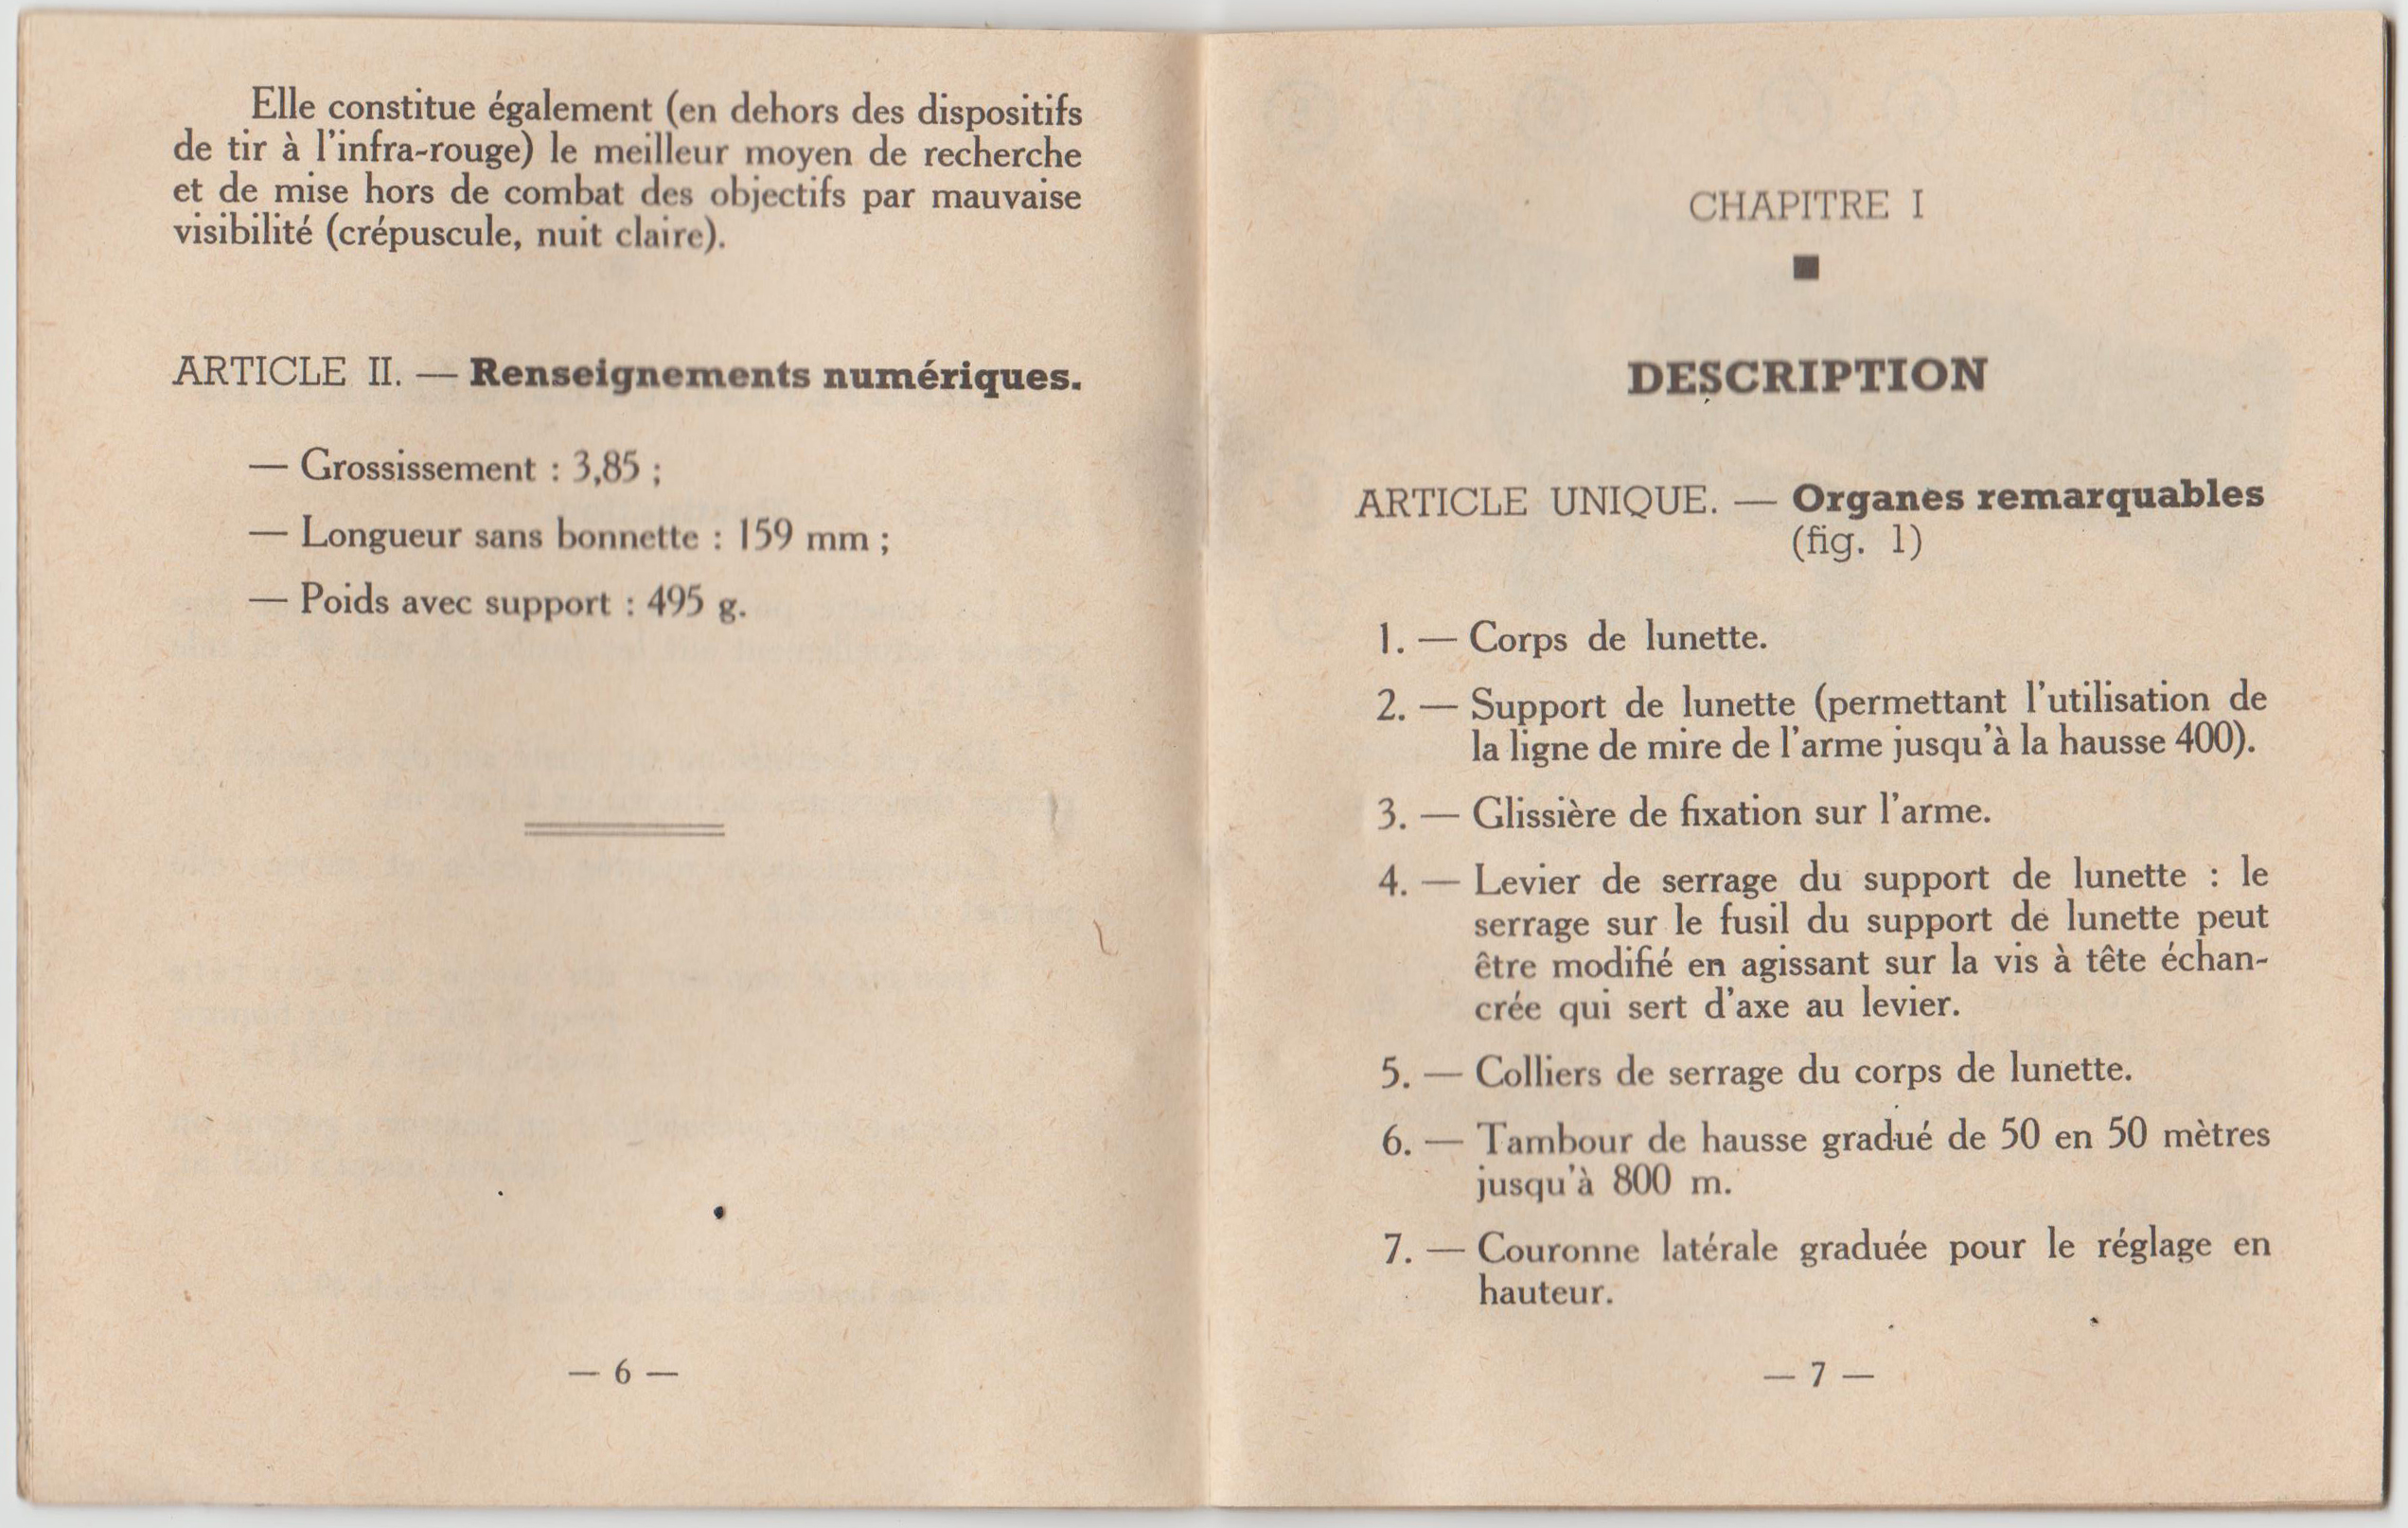 Elle constitue également (en dehors des dispositifs
de tir à l'infra-rouge) le meilleur moyen de recherche
et de mise hors de combat des objectifs par mauvaise
visibilité (crépuscule, nuit claire).
ARTICLE II. — Renseignements numériques.
— Grossissement : 3,85 ;
— Longueur sans bonnette : 159 mm ;
— Poids avec support : 495 g.
— 6 —
CHAPITRE I
DESCRIPTION
ARTICLE UNIQUE. — Organes remarquables
(fig. 1)
1. — Corps de lunette.
2. — Support de lunette (permettant l'utilisation de
la ligne de mire de l'arme jusqu'à la hausse 400).
3. — Glissière de fixation sur l'arme.
4. — Levier de serrage du support de lunette : le
serrage sur le fusil du support de lunette peut
être modifié en agissant sur la vis à tête échan-
crée qui sert d'axe au levier.
5. — Colliers de serrage du corps de lunette.
6. — Tambour de hausse gradué de 50 en 50 mètres
jusqu'à 800 m.
7. — Couronne latérale graduée pour le réglage en
hauteur.
— 7 —